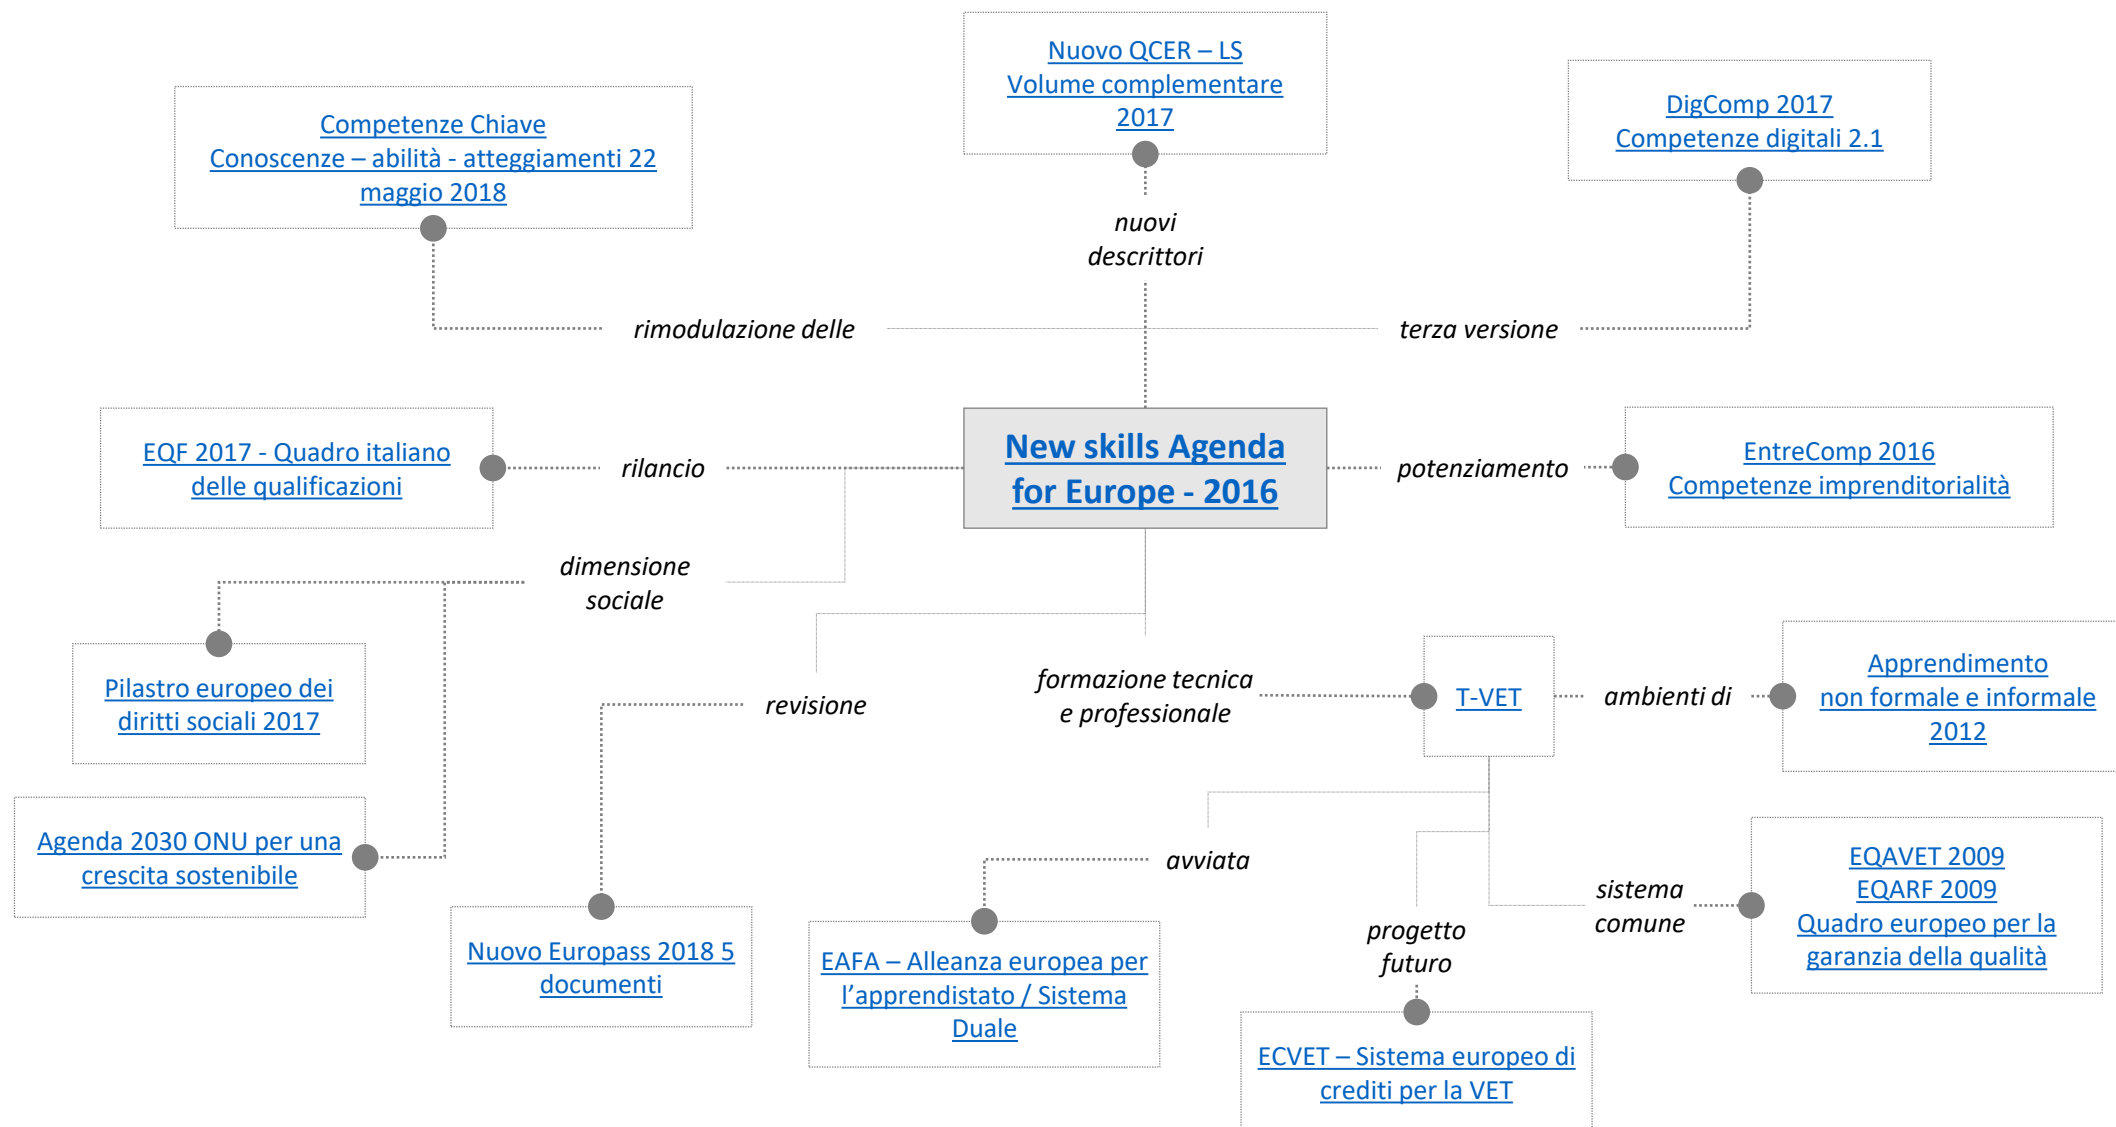 Nuovo QCER – LS
Volume complementare
2017
Competenze Chiave
Conoscenze – abilità - atteggiamenti 22
maggio 2018
DigComp 2017
Competenze digitali 2.1
nuovi
descrittori
rimodulazione delle
terza versione
EQF 2017 - Quadro italiano
delle qualificazioni
rilancio
New skills Agenda
for Europe - 2016
potenziamento
EntreComp 2016
Competenze imprenditorialità
dimensione
sociale
Pilastro europeo dei
diritti sociali 2017
revisione
formazione tecnica
e professionale
T-VET
ambienti di
Apprendimento
non formale e informale
2012
Agenda 2030 ONU per una
crescita sostenibile
avviata
sistema
comune
EQAVET 2009
EQARF 2009
Quadro europeo per la
garanzia della qualità
Nuovo Europass 2018 5
documenti
EAFA – Alleanza europea per
l’apprendistato / Sistema
Duale
progetto
futuro
ECVET – Sistema europeo di
crediti per la VET